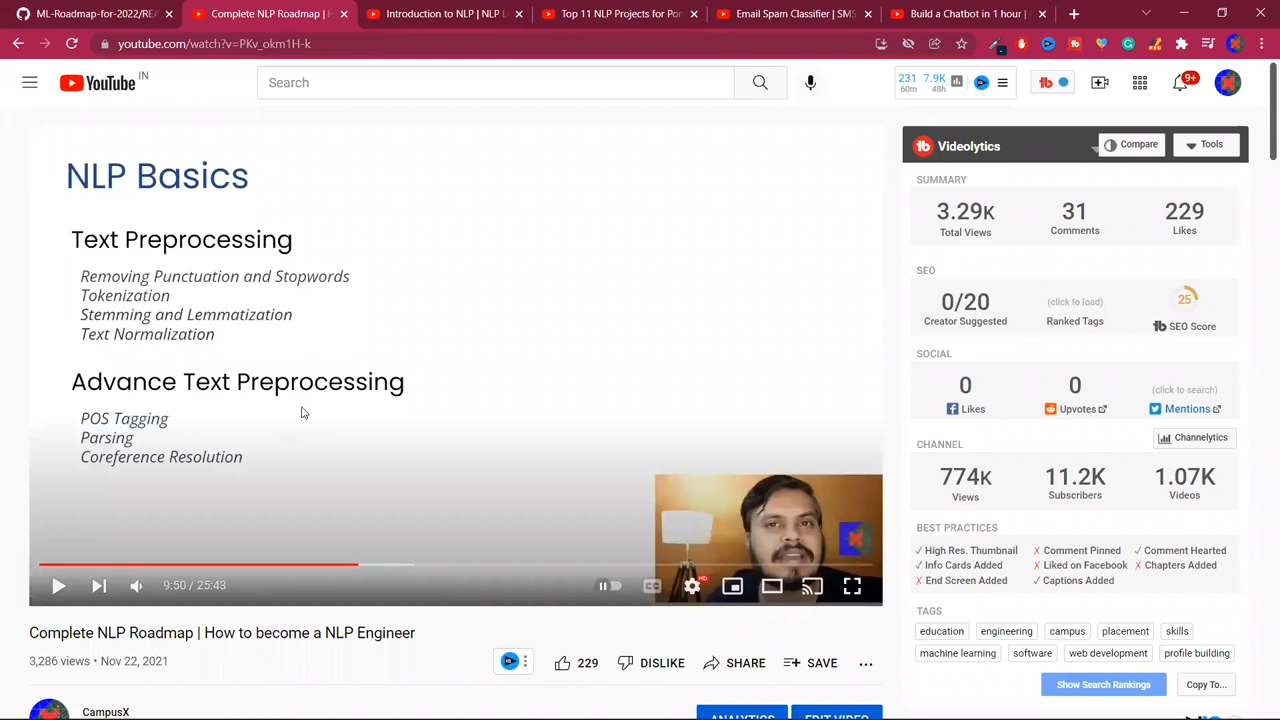 ML-Roadmap-for-2022/REA
Complete NLP Roadmap | H
Introduction to NLP | NLP L
Top 11 NLP Projects for Por
Email Spam Classifier | SMS
Build a Chatbot in 1 hour |
youtube.com/watch?v=PKv_okm1H-k
YouTube IN
Search
231 7.9K
60m 48h
9+
NLP Basics
Text Preprocessing
Removing Punctuation and Stopwords
Tokenization
Stemming and Lemmatization
Text Normalization
Advance Text Preprocessing
POS Tagging
Parsing
Coreference Resolution
9:50 / 25:43
HD
Complete NLP Roadmap | How to become a NLP Engineer
3,286 views • Nov 22, 2021
229 DISLIKE SHARE SAVE
CampusX
ANALYTICS EDIT VIDEO
tb Videolytics Compare Tools
SUMMARY
3.29K 31 229
Total Views Comments Likes
SEO
0/20 (click to load) 25
Creator Suggested Ranked Tags tb SEO Score
SOCIAL
0 0 (click to search)
Likes Upvotes Mentions
CHANNEL Channelytics
774K 11.2K 1.07K
Views Subscribers Videos
BEST PRACTICES
✓ High Res. Thumbnail ✗ Comment Pinned ✓ Comment Hearted
✓ Info Cards Added ✗ Liked on Facebook ✗ Chapters Added
✗ End Screen Added ✓ Captions Added
TAGS
education engineering campus placement skills
machine learning software web development profile building
Show Search Rankings Copy To...